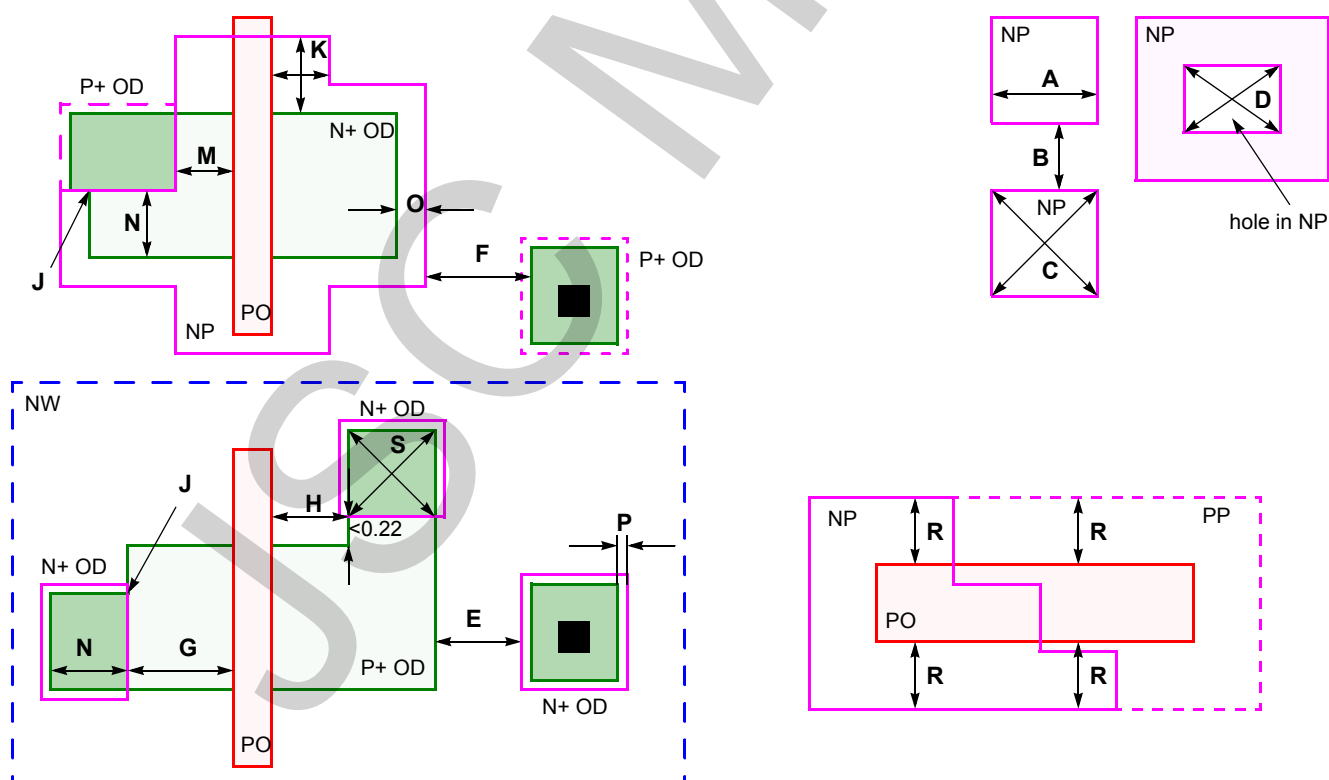 K
P+ OD
N+ OD
M
N
O
J
F
P+ OD
PO
NP
NP
A
B
NP
C
NP
D
hole in NP
NW
N+ OD
S
J
H
<0.22
P
N+ OD
N
G
E
P+ OD
N+ OD
PO
NP
R
R
PP
PO
R
R